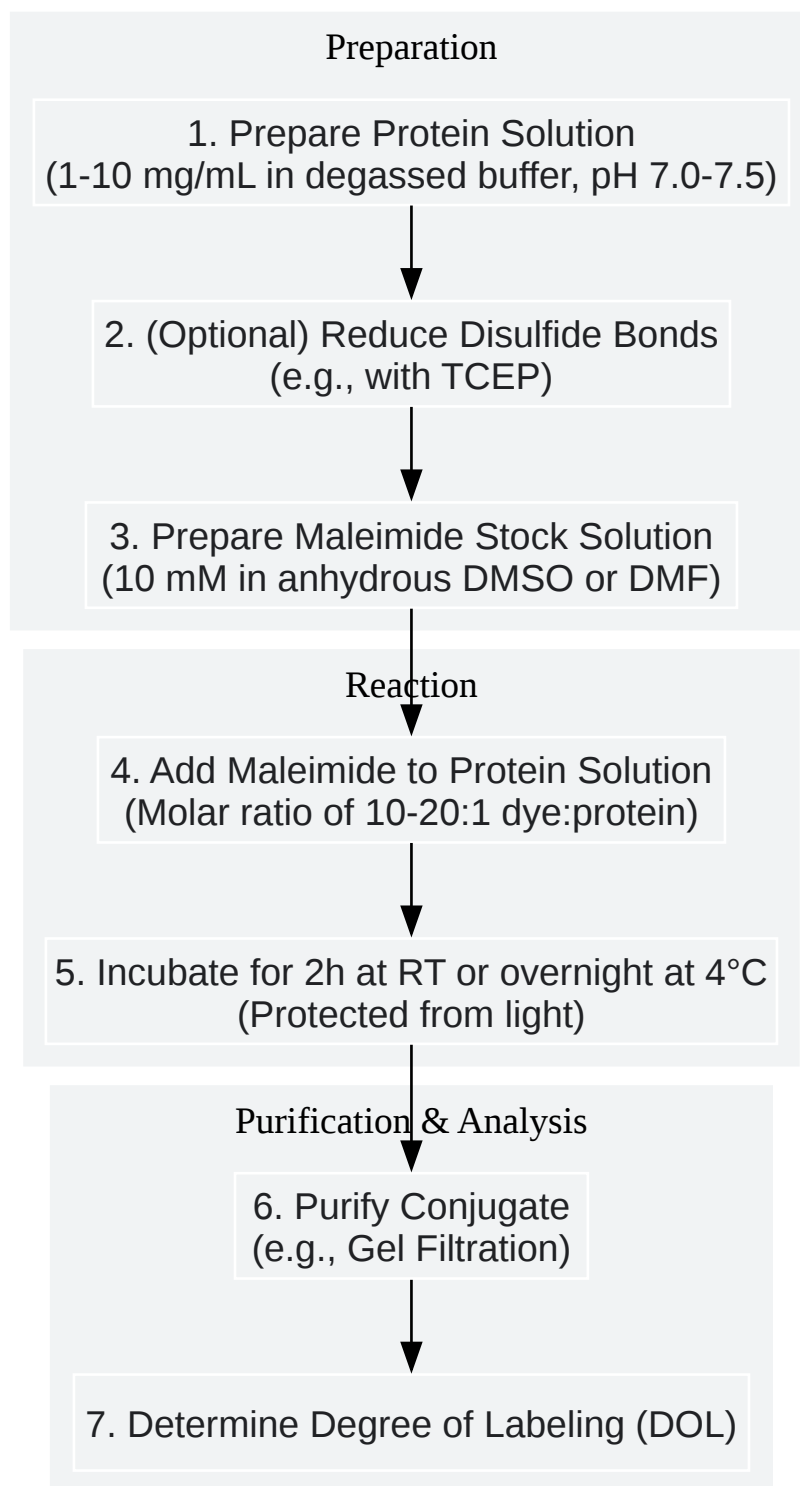 Preparation
1. Prepare Protein Solution
(1-10 mg/mL in degassed buffer, pH 7.0-7.5)
2. (Optional) Reduce Disulfide Bonds
(e.g., with TCEP)
3. Prepare Maleimide Stock Solution
(10 mM in anhydrous DMSO or DMF)
Reaction
4. Add Maleimide to Protein Solution
(Molar ratio of 10-20:1 dye:protein)
5. Incubate for 2h at RT or overnight at 4°C
(Protected from light)
Purification & Analysis
6. Purify Conjugate
(e.g., Gel Filtration)
7. Determine Degree of Labeling (DOL)